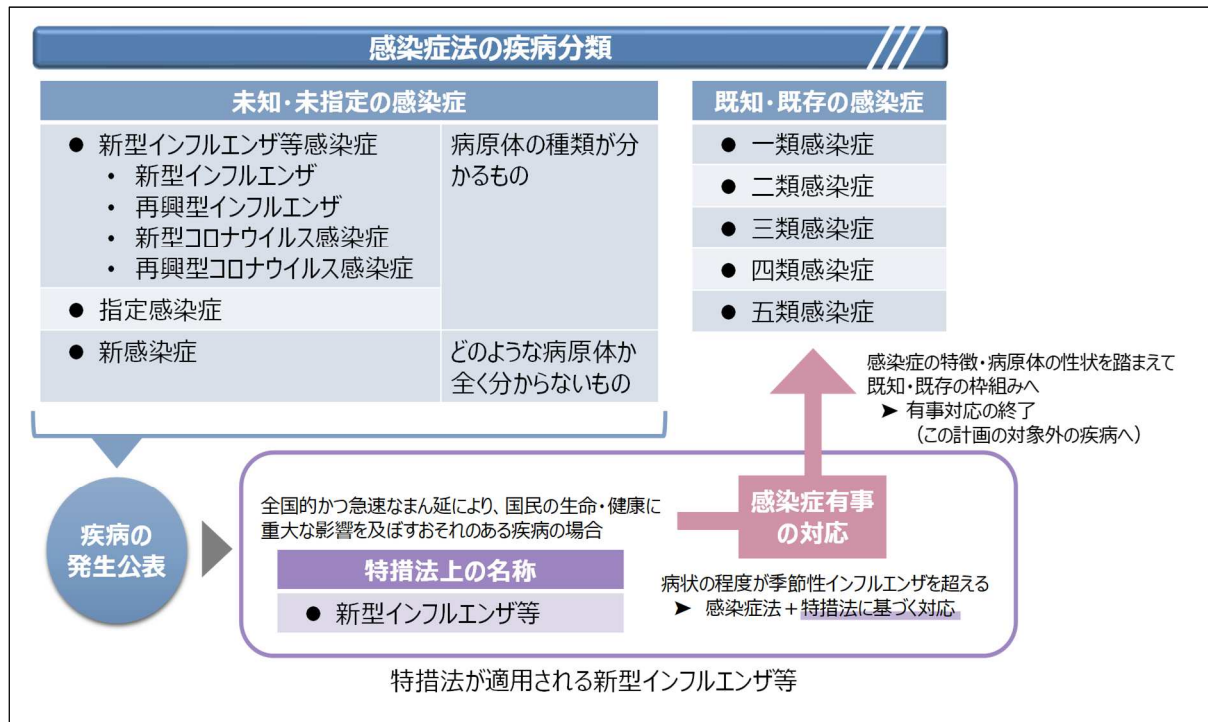 感染症法の疾病分類
未知・未指定の感染症
● 新型インフルエンザ等感染症
・ 新型インフルエンザ
・ 再興型インフルエンザ
・ 新型コロナウイルス感染症
・ 再興型コロナウイルス感染症
病原体の種類が分
かるもの
● 指定感染症
● 新感染症
どのような病原体か
全く分からないもの
既知・既存の感染症
● 一類感染症
● 二類感染症
● 三類感染症
● 四類感染症
● 五類感染症
感染症の特徴・病原体の性状を踏まえて
既知・既存の枠組みへ
➤ 有事対応の終了
（この計画の対象外の疾病へ）
疾病の
発生公表
全国的かつ急速なまん延により、国民の生命・健康に
重大な影響を及ぼすおそれのある疾病の場合
特措法上の名称
● 新型インフルエンザ等
感染症有事
の対応
病状の程度が季節性インフルエンザを超える
➤ 感染症法＋特措法に基づく対応
特措法が適用される新型インフルエンザ等